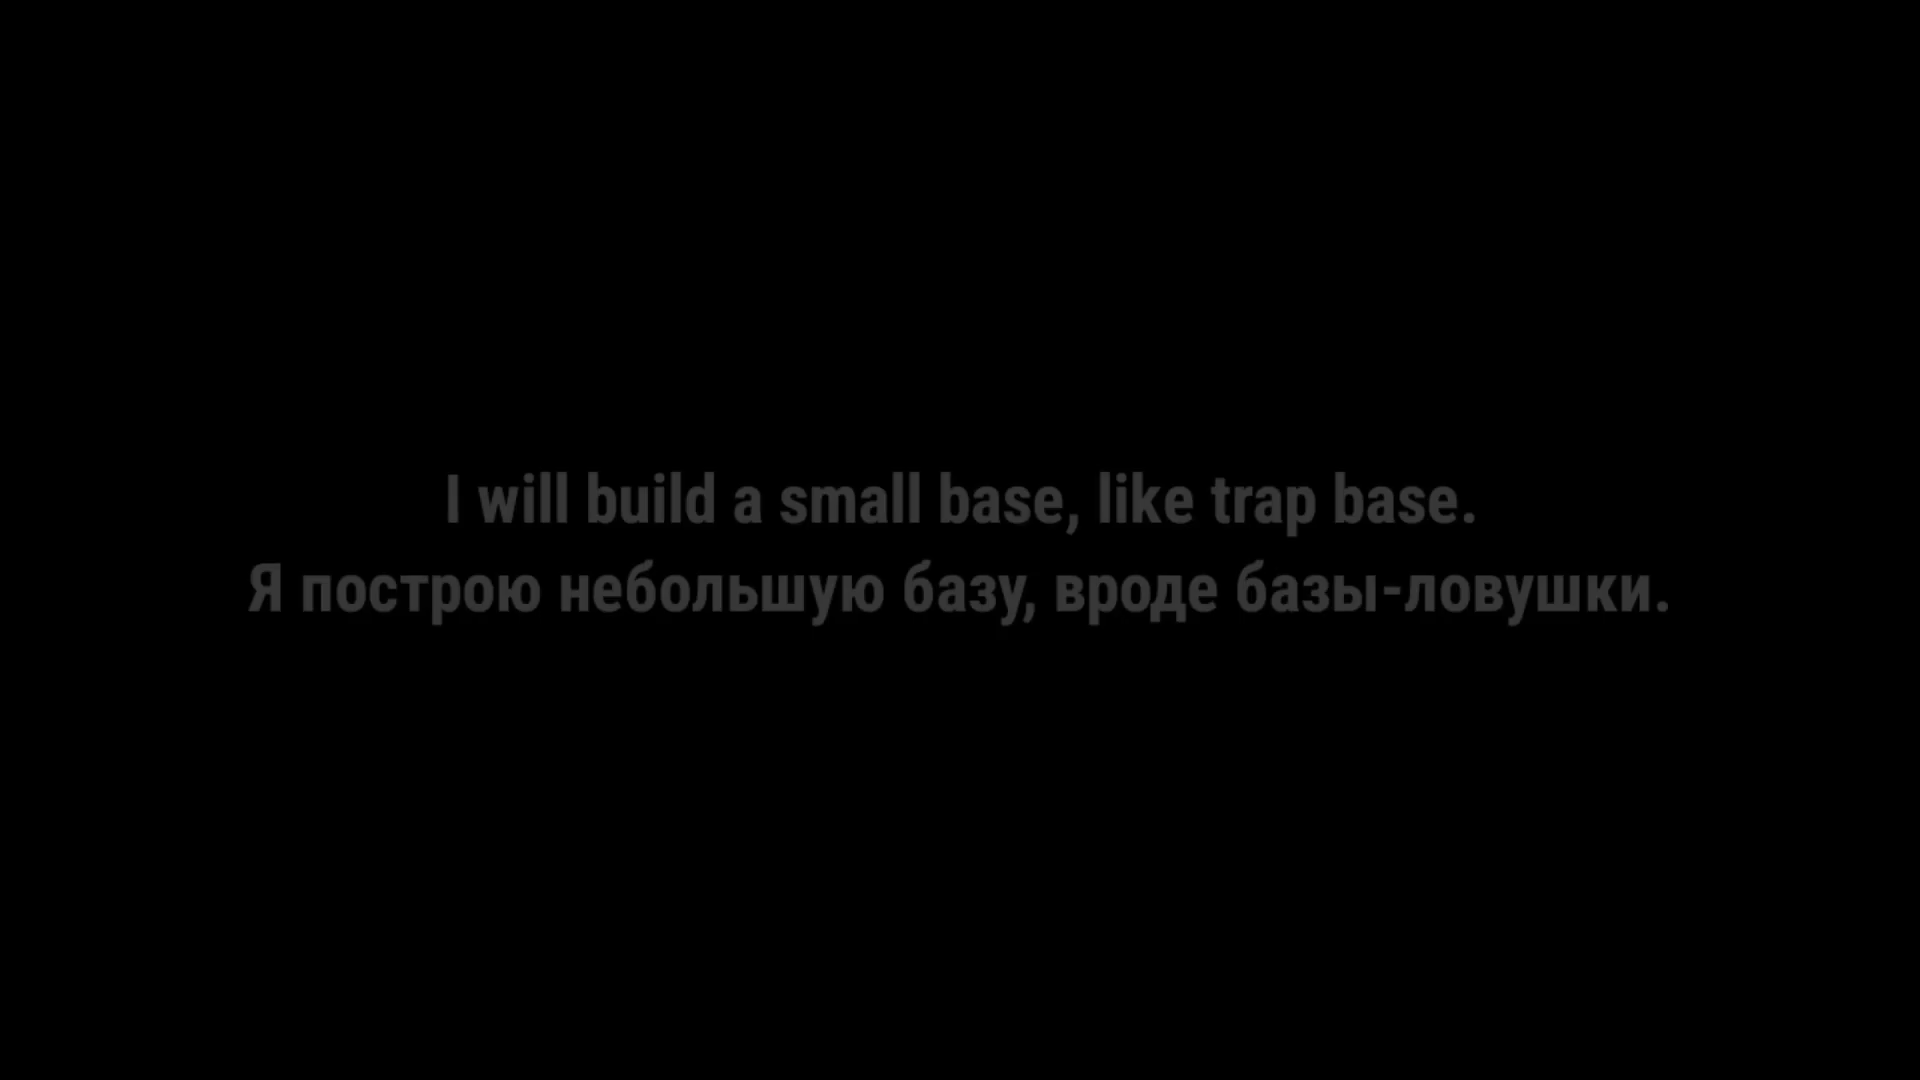 I will build a small base, like trap base.
Я построю небольшую базу, вроде базы-ловушки.